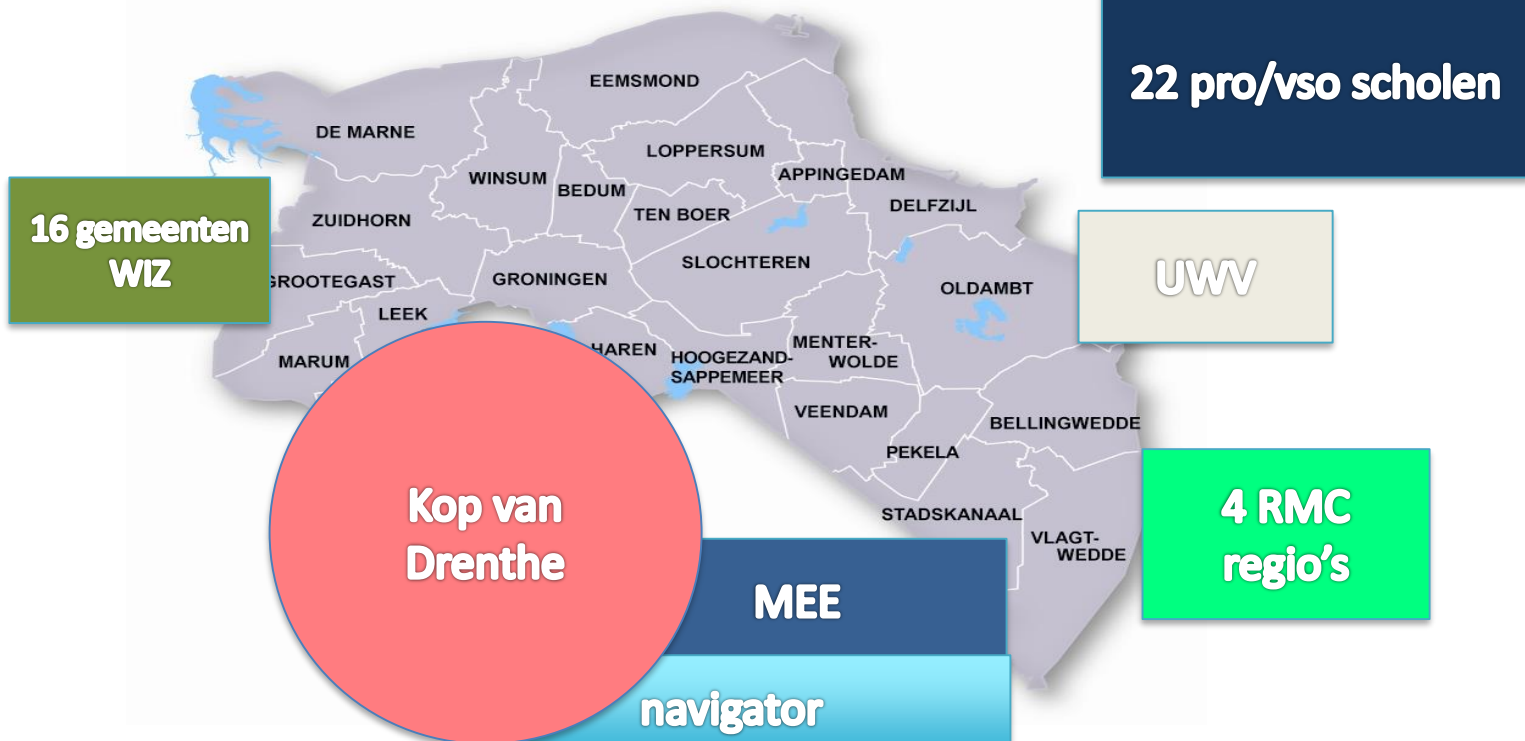 22 pro/vso scholen
EEMSMOND
DE MARNE
LOPPERSUM
WINSUM
BEDUM
APPINGEDAM
TEN BOER
DELFZIJL
ZUIDHORN
16 gemeenten
WIZ
SLOCHTEREN
UWV
GROOTEGAST
GRONINGEN
OLDAMBT
LEEK
MARUM
HAREN
HOOGEZAND-
SAPPEMEER
MENTER-
WOLDE
VEENDAM
BELLINGWEDDE
PEKELA
STADSKANAAL
VLAGT-
WEDDE
Kop van
Drenthe
4 RMC
regio’s
MEE
navigator